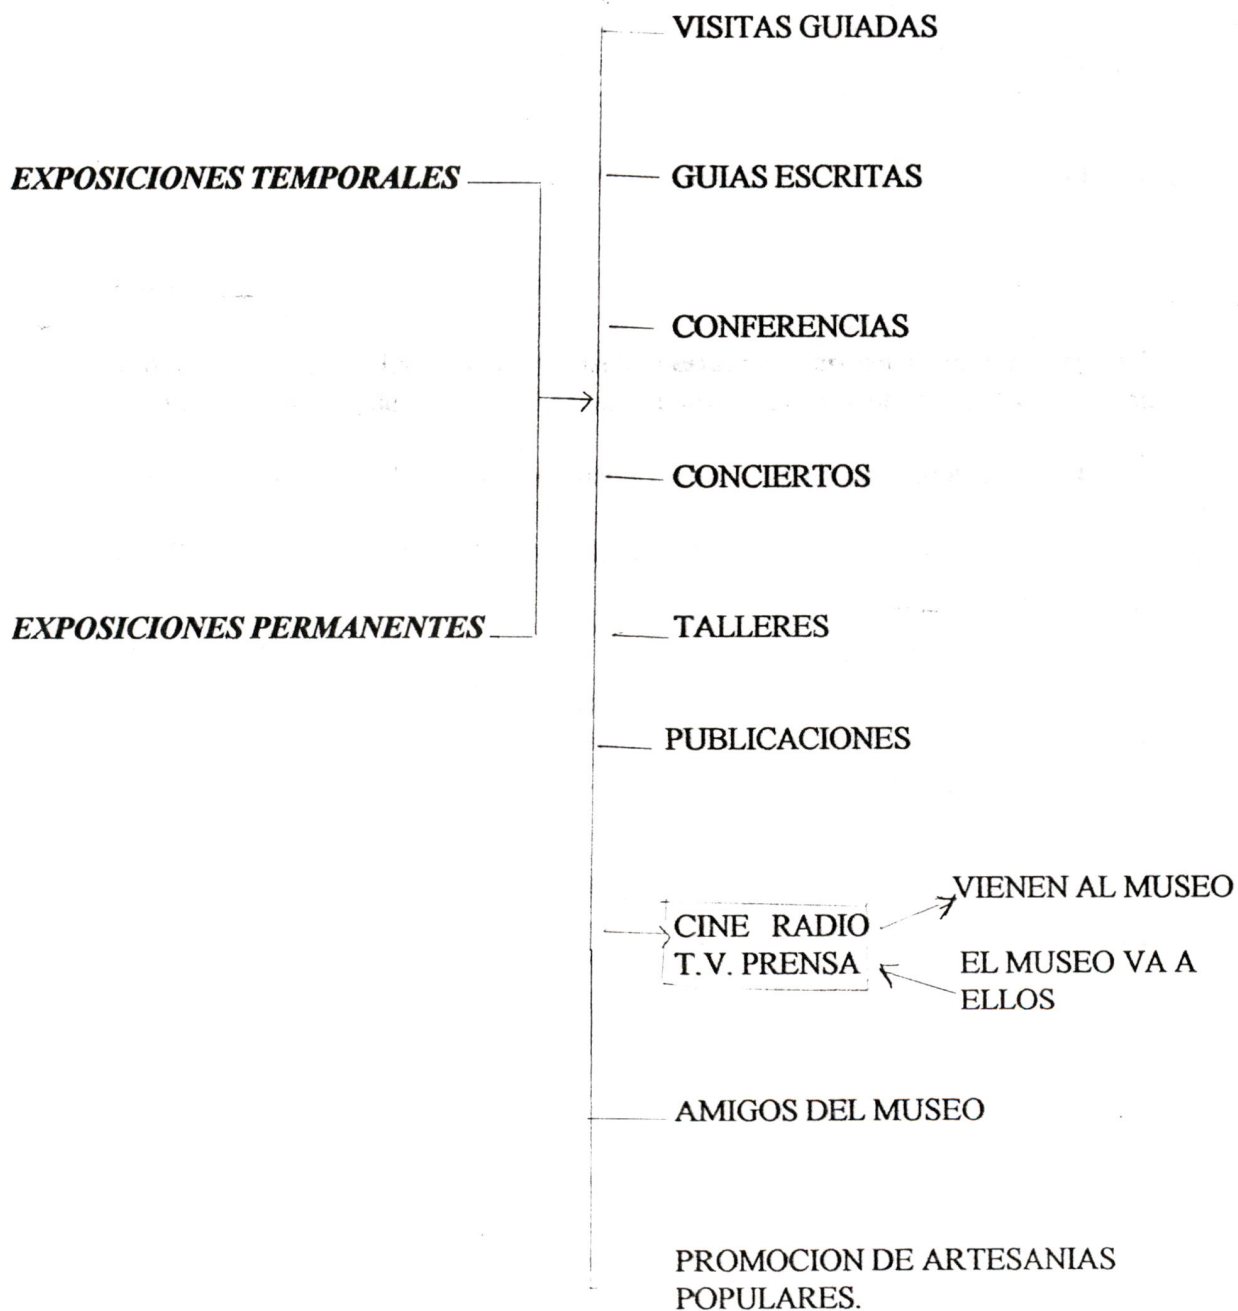 VISITAS GUIADAS
EXPOSICIONES TEMPORALES
GUIAS ESCRITAS
CONFERENCIAS
CONCIERTOS
EXPOSICIONES PERMANENTES
TALLERES
PUBLICACIONES
VIENEN AL MUSEO
CINE RADIO
T.V. PRENSA
EL MUSEO VA A
ELLOS
AMIGOS DEL MUSEO
PROMOCION DE ARTESANIAS
POPULARES.